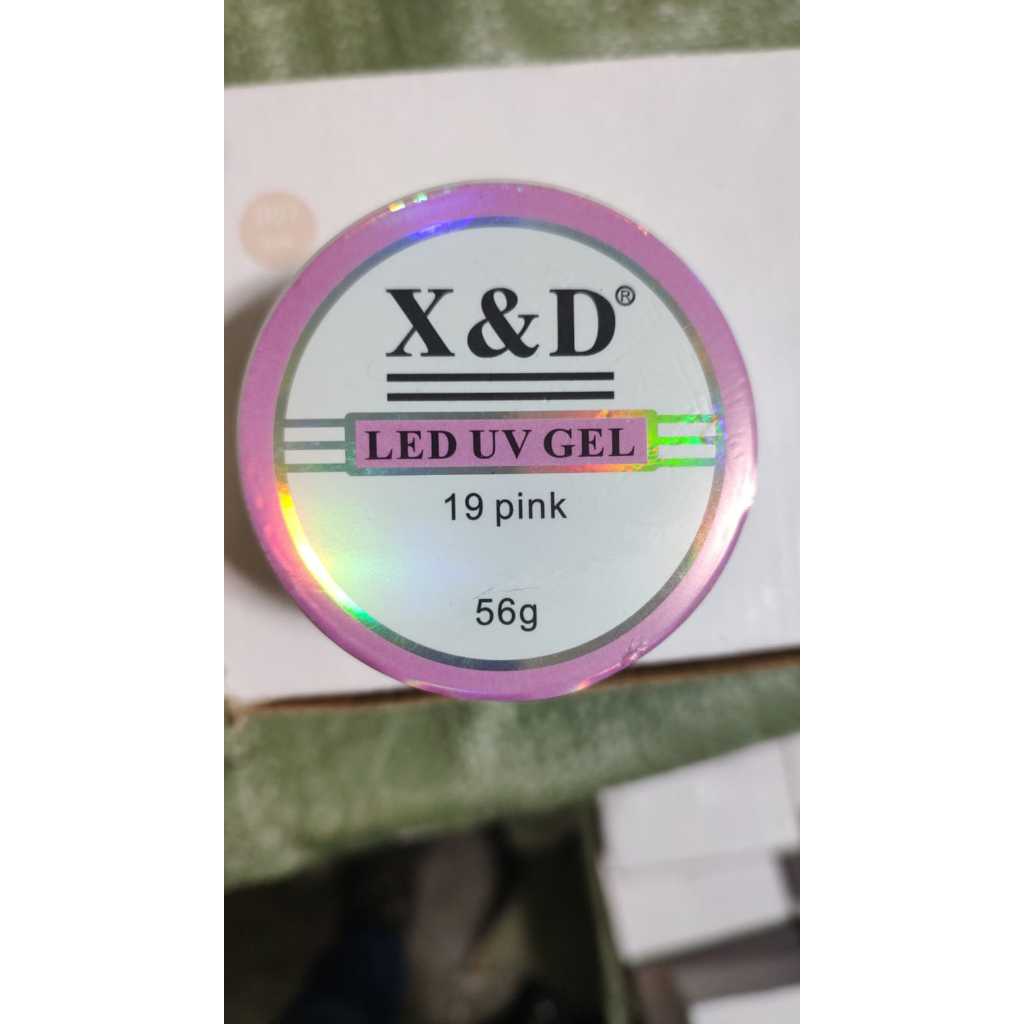 X&D®
LED UV GEL
19 pink
56g